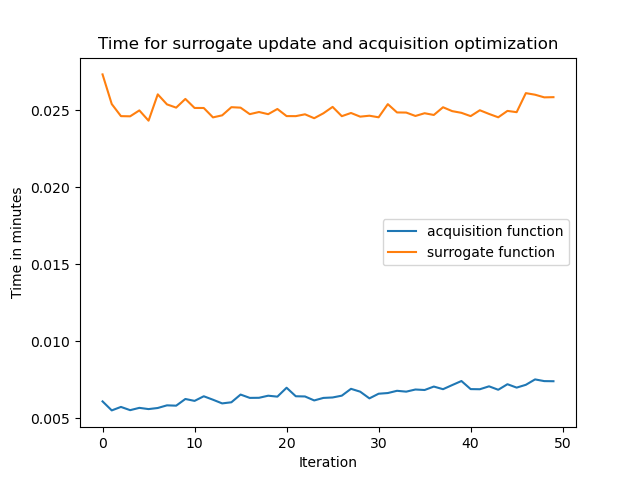 Time for surrogate update and acquisition optimization
Time in minutes
0.025
0.020
0.015
0.010
0.005
acquisition function
surrogate function
0 10 20 30 40 50
Iteration